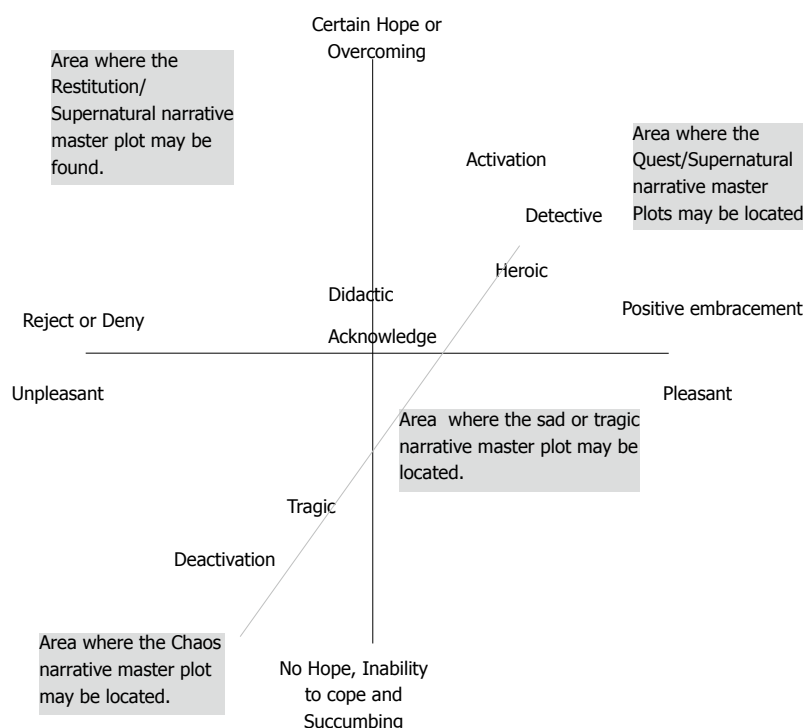 Certain Hope or
Overcoming
Area where the
Restitution/
Supernatural narrative
master plot may be
found.
Area where the
Quest/Supernatural
narrative master
Plots may be located
Activation
Detective
Heroic
Didactic
Acknowledge
Reject or Deny
Positive embracement
Unpleasant
Pleasant
Area where the sad or tragic
narrative master plot may be
located.
Tragic
Deactivation
Area where the Chaos
narrative master plot
may be located.
No Hope, Inability
to cope and
Succumbing